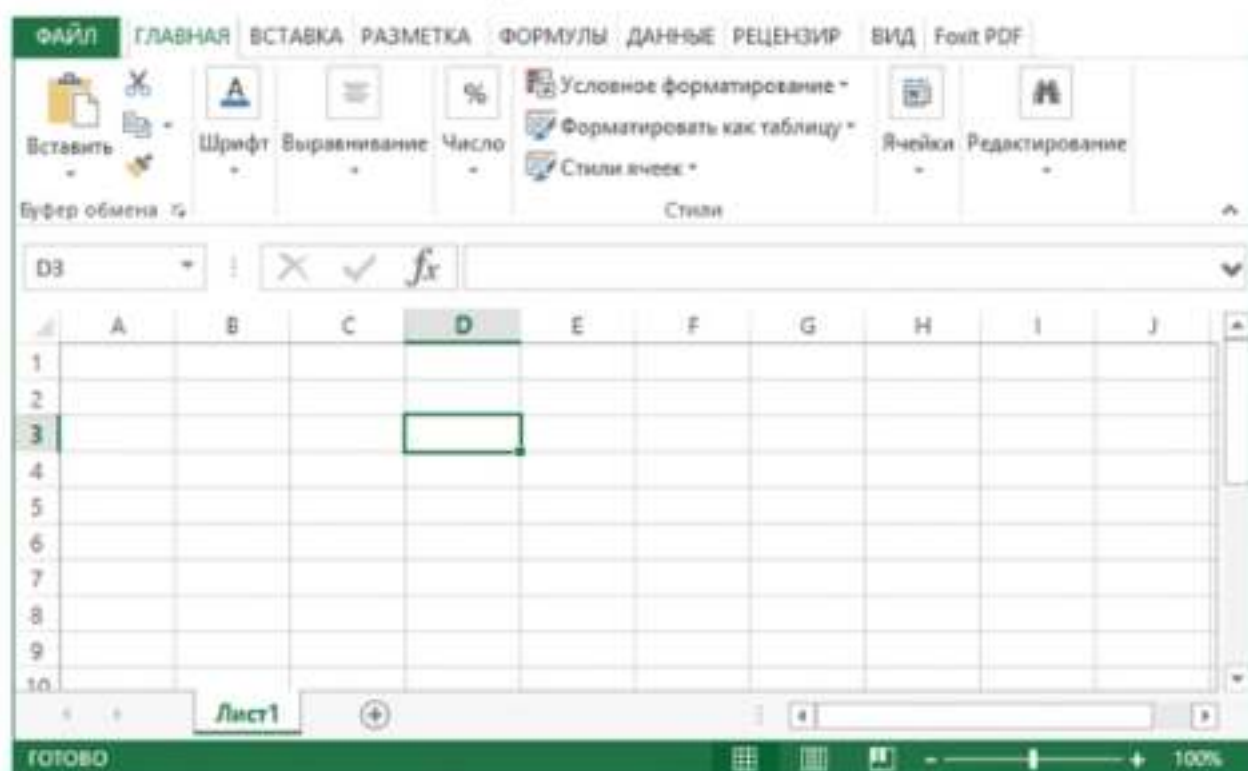 ФАЙЛ ГЛАВНАЯ ВСТАВКА РАЗМЕТКА ФОРМУЛЫ ДАННЫЕ РЕЦЕНЗИР ВИД Foxit PDF
Вставить Шрифт Выравнивание Число Условное форматирование Форматировать как таблицу Стили ячеек Ячейки Редактирование
Буфер обмена Стили
D3 fx
A B C D E F G H I J
1
2
3
4
5
6
7
8
9
10
Лист1
ГОТОВО 100%